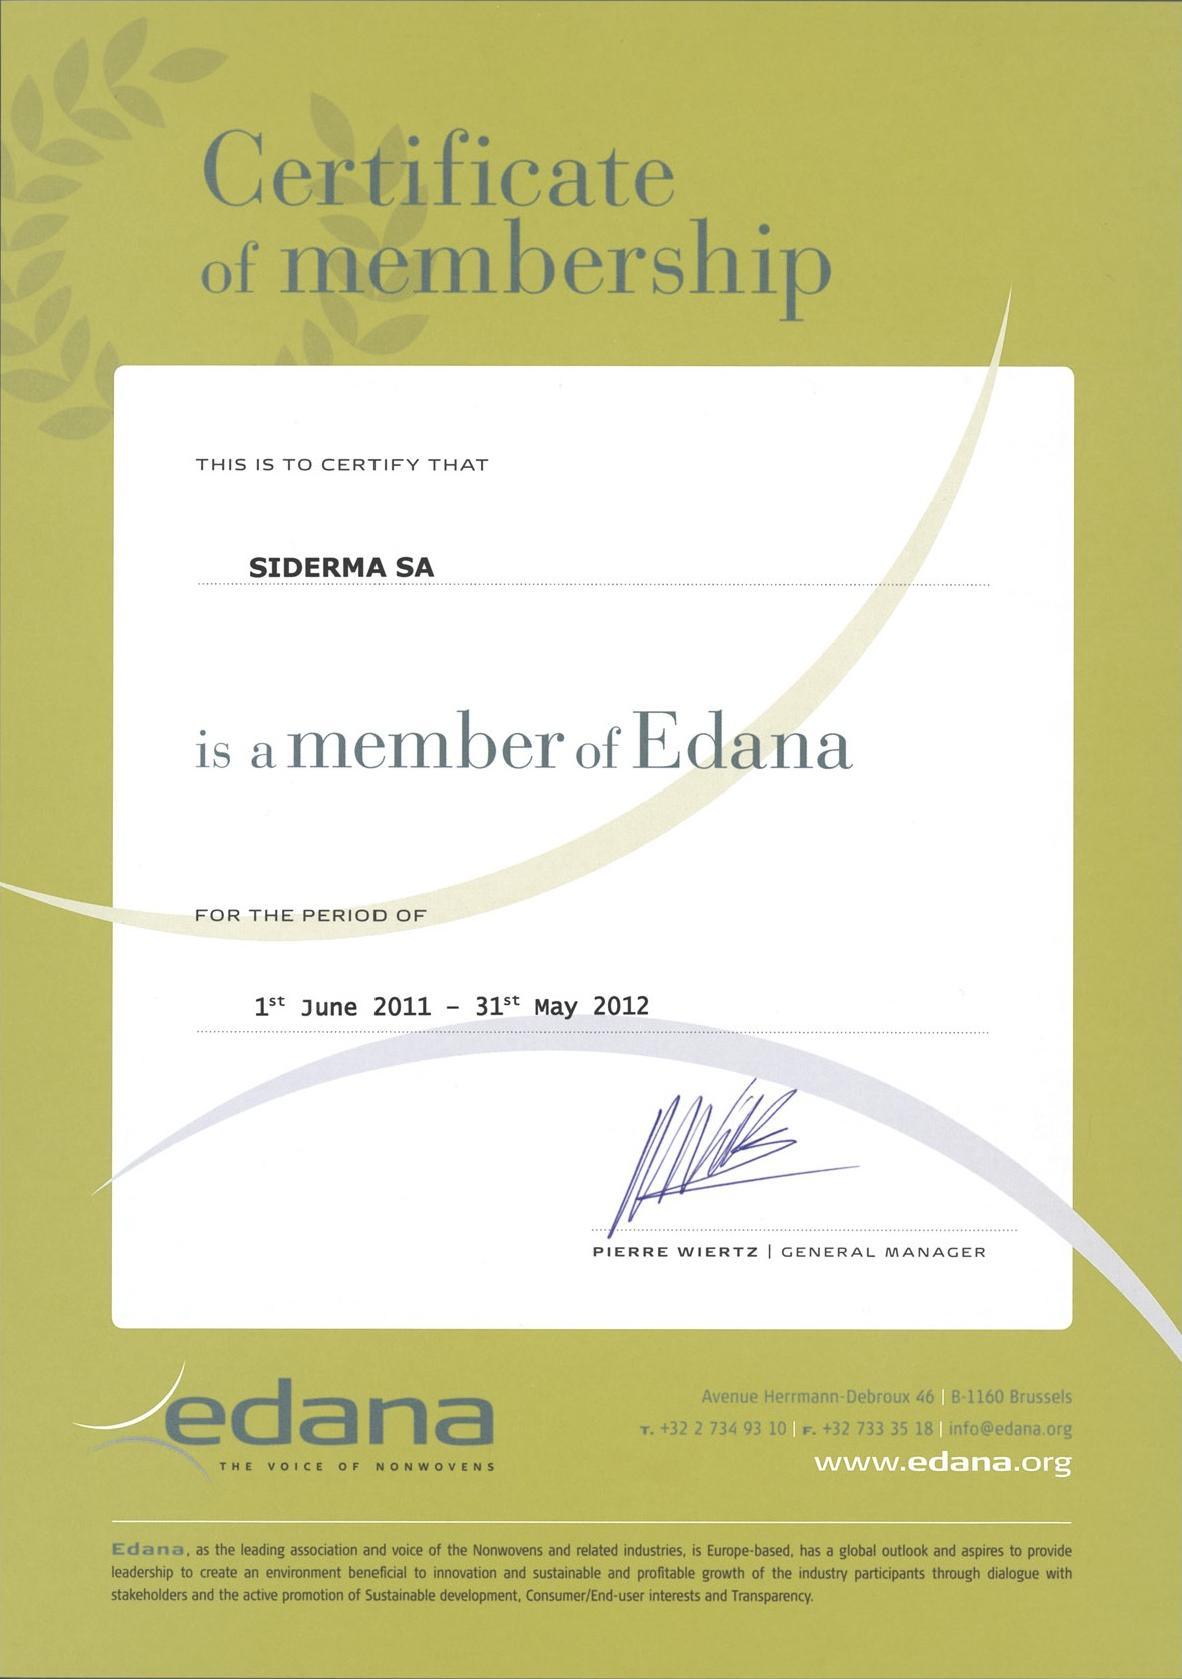 Certificate
of membership
THIS IS TO CERTIFY THAT
SIDERMA SA
is a member of Edana
FOR THE PERIOD OF
1st June 2011 – 31st May 2012
PIERRE WIERTZ | GENERAL MANAGER
edana
THE VOICE OF NONWOVENS
Avenue Herrmann-Debroux 46 | B-1160 Brussels
T. +32 2 734 93 10 | F. +32 733 35 18 | info@edana.org
www.edana.org
Edana, as the leading association and voice of the Nonwovens and related industries, is Europe-based, has a global outlook and aspires to provide
leadership to create an environment beneficial to innovation and sustainable and profitable growth of the industry participants through dialogue with
stakeholders and the active promotion of Sustainable development, Consumer/End-user interests and Transparency.